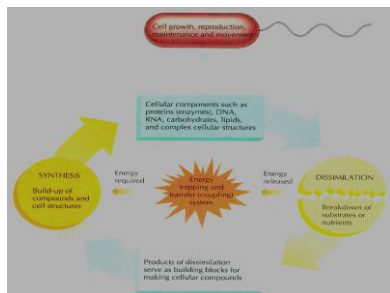 Cell growth, reproduction,
maintenance and movement
Cellular components such as
proteins (enzymes), DNA,
RNA, carbohydrates, lipids,
and complex cellular structures
SYNTHESIS
Build-up of
compounds and
cell structures
Energy
required
Energy
trapping and
transfer (coupling)
system
Energy
released
DISSIMILATION
Breakdown of
substrates or
nutrients
Products of dissimilation
serve as building blocks for
making cellular compounds